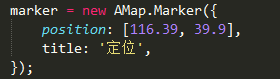 marker = new AMap.Marker({
    position: [116.39, 39.9],
    title: '定位',
});